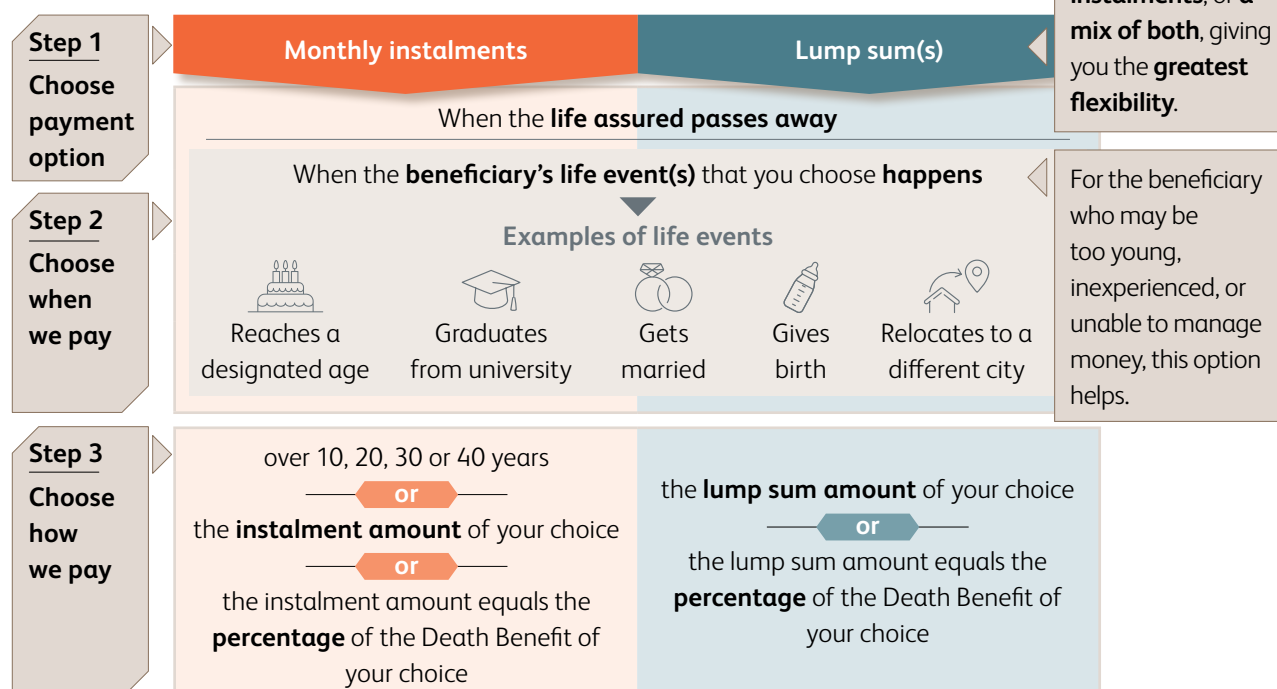 Step 1
Choose
payment
option
Monthly instalments
Lump sum(s)
mix of both, giving
you the greatest
flexibility.
When the life assured passes away
Step 2
Choose
when
we pay
When the beneficiary's life event(s) that you choose happens
Examples of life events
Reaches a
designated age
Graduates
from university
Gets
married
Gives
birth
Relocates to a
different city
For the beneficiary
who may be
too young,
inexperienced, or
unable to manage
money, this option
helps.
Step 3
Choose
how
we pay
over 10, 20, 30 or 40 years
or
the instalment amount of your choice
or
the instalment amount equals the
percentage of the Death Benefit of
your choice
the lump sum amount of your choice
or
the lump sum amount equals the
percentage of the Death Benefit of
your choice